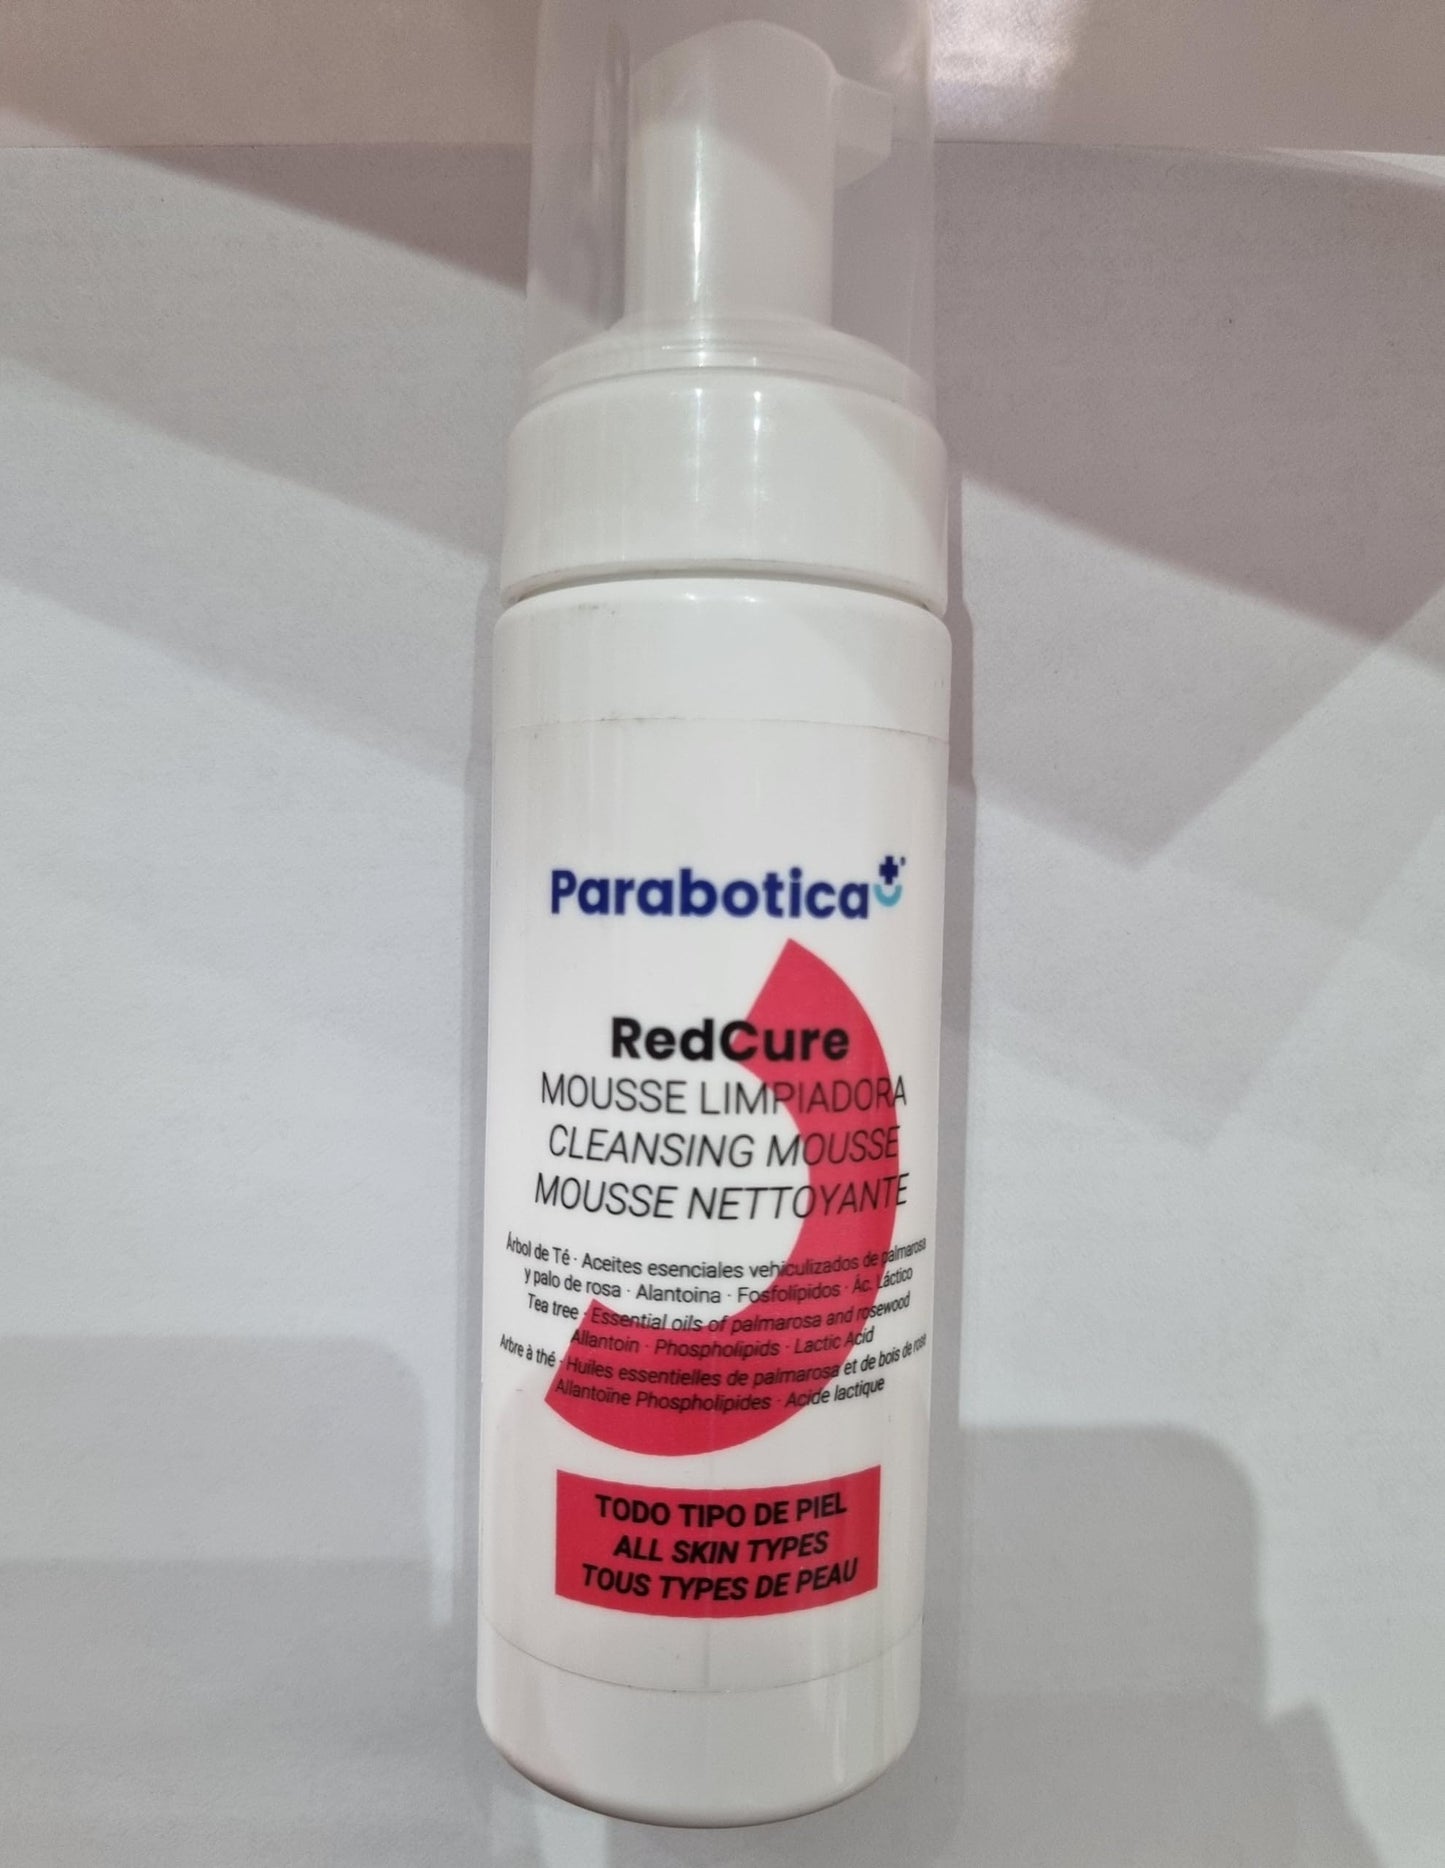 Parabotica
RedCure
MOUSSE LIMPIADORA
CLEANSING MOUSSE
MOUSSE NETTOYANTE
Árbol de Té · Aceites esenciales vehiculizados de palmarosa
y palo de rosa · Alantoina · Fosfolípidos · Ác. Láctico
Tea tree · Essential oils of palmarosa and rosewood
Allantoin · Phospholipids · Lactic Acid
Arbre à thé · Huiles essentielles de palmarosa et de bois de rose
Allantoïne Phospholipides · Acide lactique
TODO TIPO DE PIEL
ALL SKIN TYPES
TOUS TYPES DE PEAU